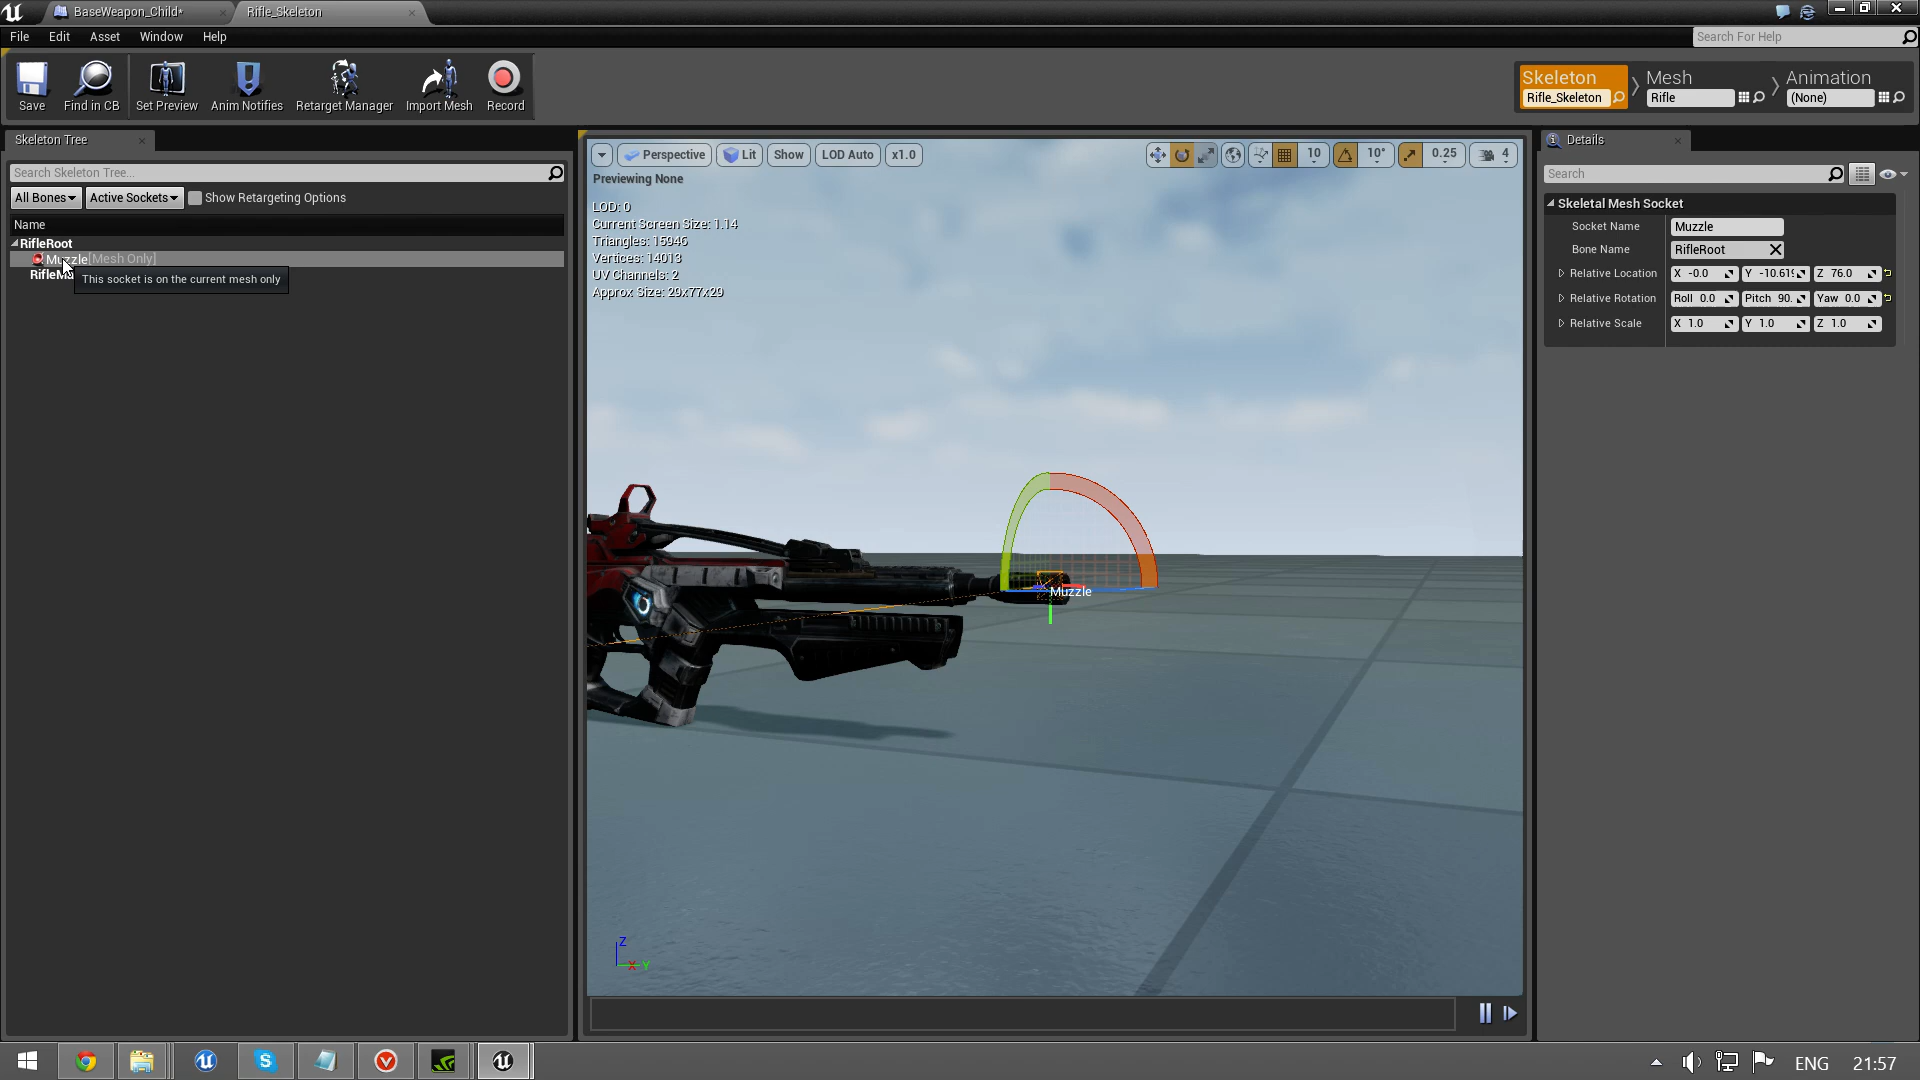 BaseWeapon_Child*
Rifle_Skeleton
File Edit Asset Window Help
Search For Help
Save
Find in CB
Set Preview
Anim Notifies
Retarget Manager
Import Mesh
Record
Skeleton
Rifle_Skeleton
Mesh
Rifle
Animation
(None)
Skeleton Tree
Search Skeleton Tree...
All Bones
Active Sockets
Show Retargeting Options
Name
RifleRoot
Muzzle [Mesh Only]
This socket is on the current mesh only
Perspective
Lit
Show
LOD Auto
x1.0
10
10°
0.25
4
Previewing None
LOD: 0
Current Screen Size: 1.14
Triangles: 15946
Vertices: 14013
UV Channels: 2
Approx Size: 29x77x29
Muzzle
Z
X
Y
Details
Search
Skeletal Mesh Socket
Socket Name Muzzle
Bone Name RifleRoot
Relative Location X -0.0 Y -10.619 Z 76.0
Relative Rotation Roll 0.0 Pitch 90. Yaw 0.0
Relative Scale X 1.0 Y 1.0 Z 1.0
ENG
21:57